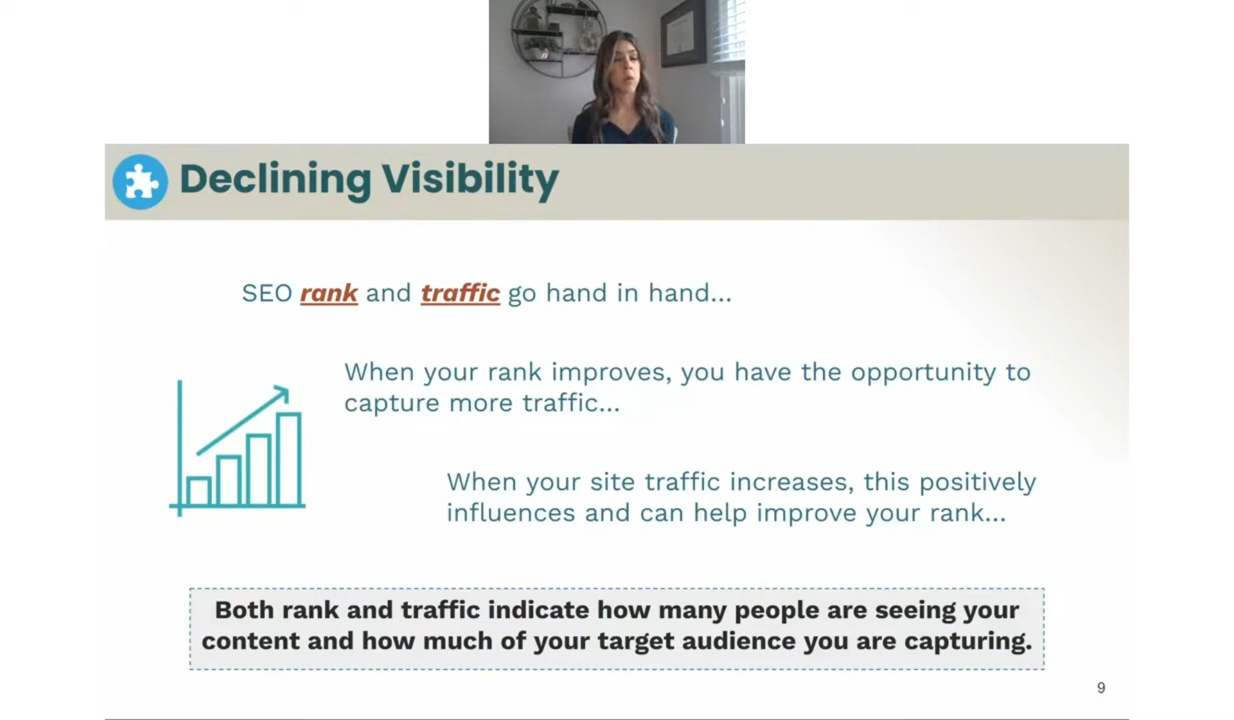 Declining Visibility
SEO rank and traffic go hand in hand...
When your rank improves, you have the opportunity to
capture more traffic...
When your site traffic increases, this positively
influences and can help improve your rank...
Both rank and traffic indicate how many people are seeing your
content and how much of your target audience you are capturing.
9